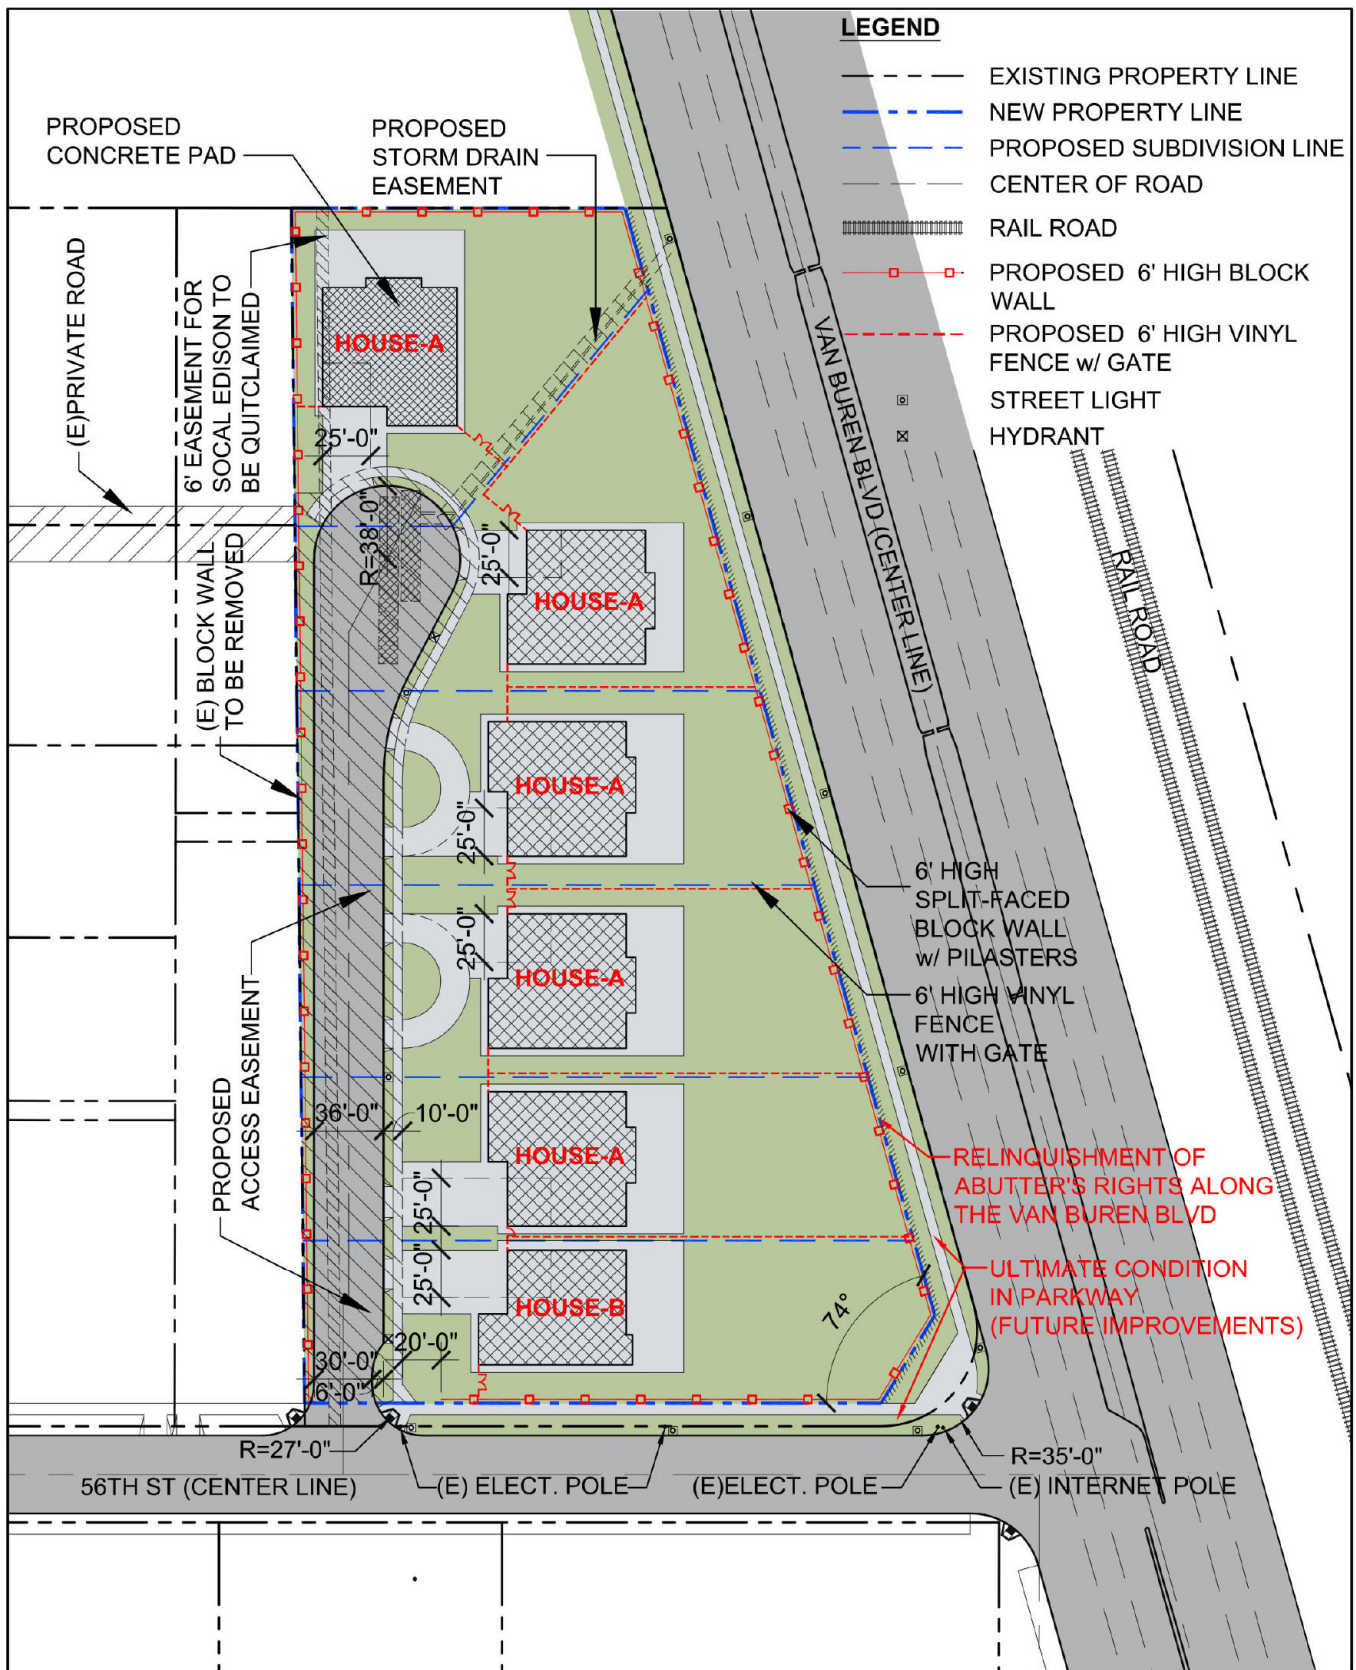 LEGEND
EXISTING PROPERTY LINE
NEW PROPERTY LINE
PROPOSED SUBDIVISION LINE
CENTER OF ROAD
RAIL ROAD
PROPOSED 6' HIGH BLOCK
WALL
PROPOSED 6' HIGH VINYL
FENCE w/ GATE
STREET LIGHT
HYDRANT
PROPOSED
CONCRETE PAD
PROPOSED
STORM DRAIN
EASEMENT
(E)PRIVATE ROAD
6' EASEMENT FOR
SOCAL EDISON TO
BE QUITCLAIMED
HOUSE-A
25'-0"
R=38'-0"
25'-0"
HOUSE-A
VAN BUREN BLVD (CENTER LINE)
RAIL ROAD
(E) BLOCK WALL
TO BE REMOVED
HOUSE-A
25'-0"
25'-0"
HOUSE-A
6' HIGH
SPLIT-FACED
BLOCK WALL
w/ PILASTERS
6' HIGH VINYL
FENCE
WITH GATE
PROPOSED
ACCESS EASEMENT
36'-0"
10'-0"
HOUSE-A
25'-0"
25'-0"
RELINQUISHMENT OF
ABUTTER'S RIGHTS ALONG
THE VAN BUREN BLVD
ULTIMATE CONDITION
IN PARKWAY
(FUTURE IMPROVEMENTS)
HOUSE-B
74°
20'-0"
30'-0"
6'-0"
R=27'-0"
R=35'-0"
56TH ST (CENTER LINE)
(E) ELECT. POLE
(E)ELECT. POLE
(E) INTERNET POLE